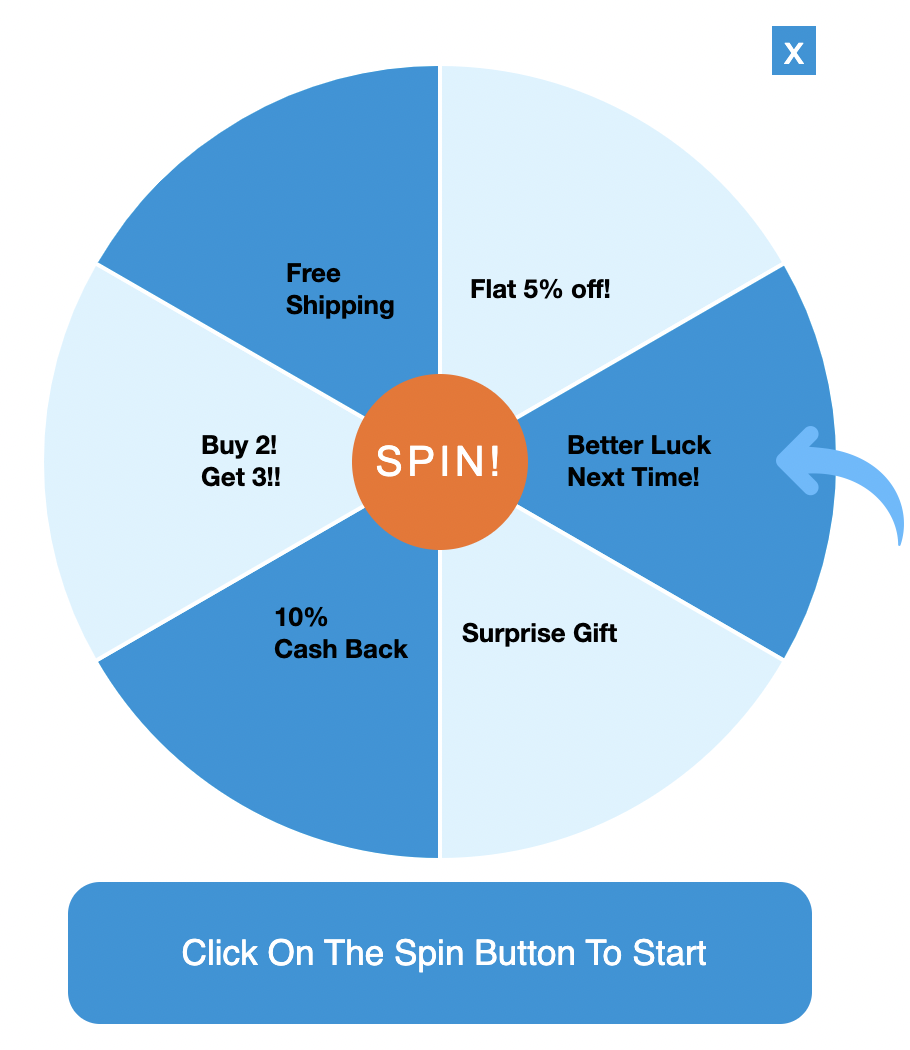 X
Free
Shipping
Flat 5% off!
Buy 2!
Get 3!!
SPIN!
Better Luck
Next Time!
10%
Cash Back
Surprise Gift
Click On The Spin Button To Start